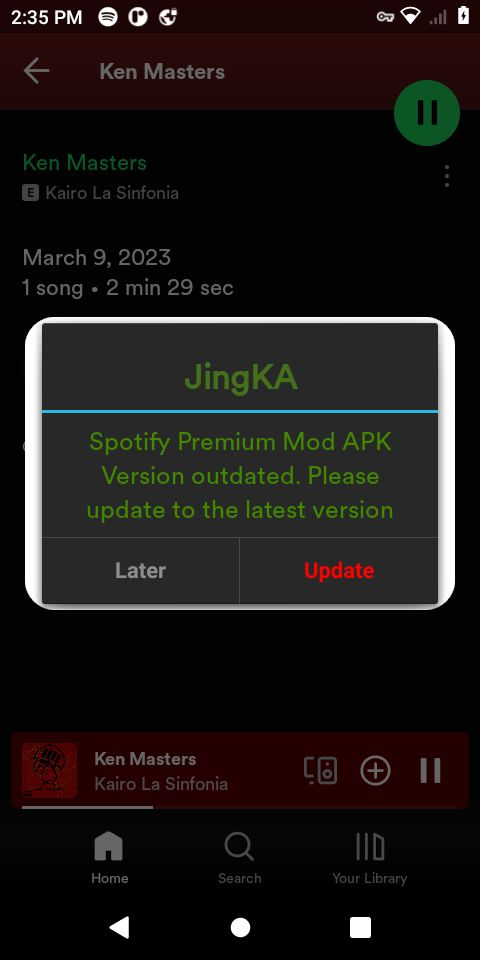 2:35 PM
Ken Masters
Ken Masters
E Kairo La Sinfonia
March 9, 2023
1 song • 2 min 29 sec
JingKA
Spotify Premium Mod APK
Version outdated. Please
update to the latest version
Later Update
Ken Masters
Kairo La Sinfonia
Home Search Your Library